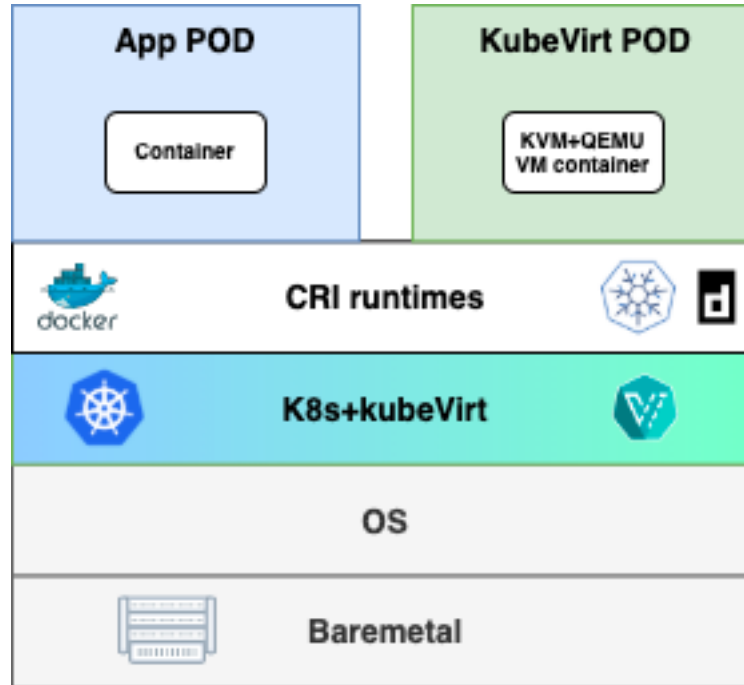 App POD
KubeVirt POD
Container
KVM+QEMU
VM container
docker
CRI runtimes
d
K8s+kubeVirt
OS
Baremetal